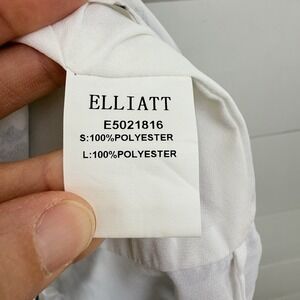 ELLIATT
E5021816
S:100%POLYESTER
L:100%POLYESTER